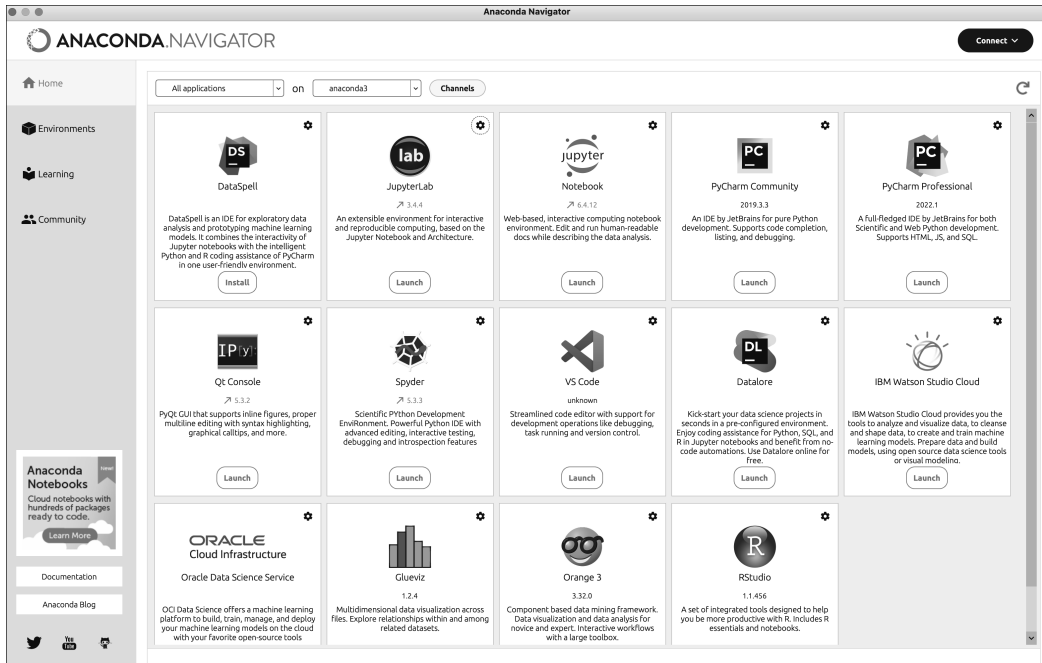 Anaconda Navigator
ANACONDA.NAVIGATOR
Connect
Home
Environments
Learning
Community
All applications
on
anaconda3
Channels
DS
DataSpell
DataSpell is an IDE for exploratory data
analysis and prototyping machine learning
models. It combines the interactivity of
Jupyter notebooks with the intelligent
Python and R coding assistance of PyCharm
in one user-friendly environment.
Install
lab
JupyterLab
3.4.4
An extensible environment for interactive
and reproducible computing, based on the
Jupyter Notebook and Architecture.
Launch
jupyter
Notebook
6.4.12
Web-based, interactive computing notebook
environment. Edit and run human-readable
docs while describing the data analysis.
Launch
PC
PyCharm Community
2019.3.3
An IDE by JetBrains for pure Python
development. Supports code completion,
listing, and debugging.
Launch
PC
PyCharm Professional
2022.1
A full-fledged IDE by JetBrains for both
Scientific and Web Python development.
Supports HTML, JS, and SQL.
Launch
IP[y]:
Qt Console
5.3.2
PyQt GUI that supports inline figures, proper
multiline editing with syntax highlighting,
graphical calltips, and more.
Launch
Spyder
5.3.3
Scientific PYthon Development
EnviRonment. Powerful Python IDE with
advanced editing, interactive testing,
debugging and introspection features
Launch
VS Code
unknown
Streamlined code editor with support for
development operations like debugging,
task running and version control.
Launch
DL
Datalore
Kick-start your data science projects in
seconds in a pre-configured environment.
Enjoy coding assistance for Python, SQL, and
R in Jupyter notebooks and benefit from no-
code automations. Use Datalore online for
free.
Launch
IBM Watson Studio Cloud
IBM Watson Studio Cloud provides you the
tools to analyze and visualize data, to cleanse
and shape data, to create and train machine
learning models. Prepare data and build
models, using open source data science tools
or visual modeling.
Launch
ORACLE
Cloud Infrastructure
Oracle Data Science Service
OCI Data Science offers a machine learning
platform to build, train, manage, and deploy
your machine learning models on the cloud
with your favorite open-source tools
Glueviz
1.2.4
Multidimensional data visualization across
files. Explore relationships within and among
related datasets.
Orange 3
3.32.0
Component based data mining framework.
Data visualization and data analysis for
novice and expert. Interactive workflows
with a large toolbox.
R
RStudio
1.1.456
A set of integrated tools designed to help
you be more productive with R. Includes R
essentials and notebooks.
Anaconda
Notebooks
New!
Cloud notebooks with
hundreds of packages
ready to code.
Learn More
Documentation
Anaconda Blog
You
Tube